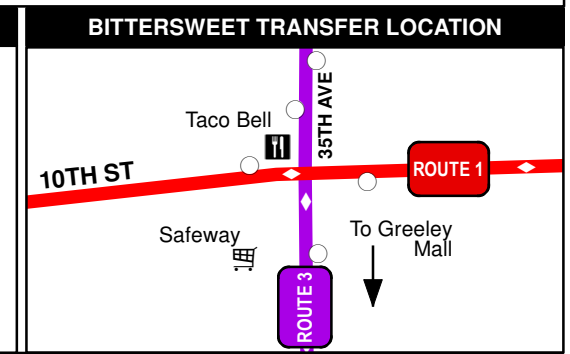 BITTERSWEET TRANSFER LOCATION
35TH AVE
Taco Bell
10TH ST
ROUTE 1
Safeway
To Greeley
Mall
ROUTE 3